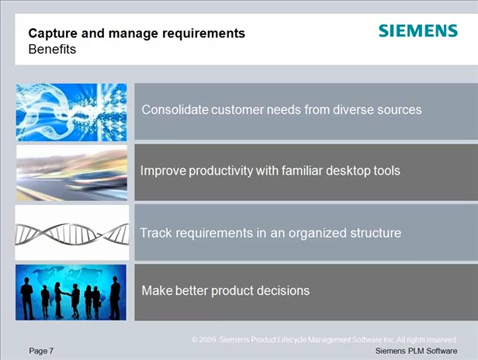 Capture and manage requirements
Benefits
SIEMENS
Consolidate customer needs from diverse sources
Improve productivity with familiar desktop tools
Track requirements in an organized structure
Make better product decisions
© 2009. Siemens Product Lifecycle Management Software Inc. All rights reserved
Page 7
Siemens PLM Software